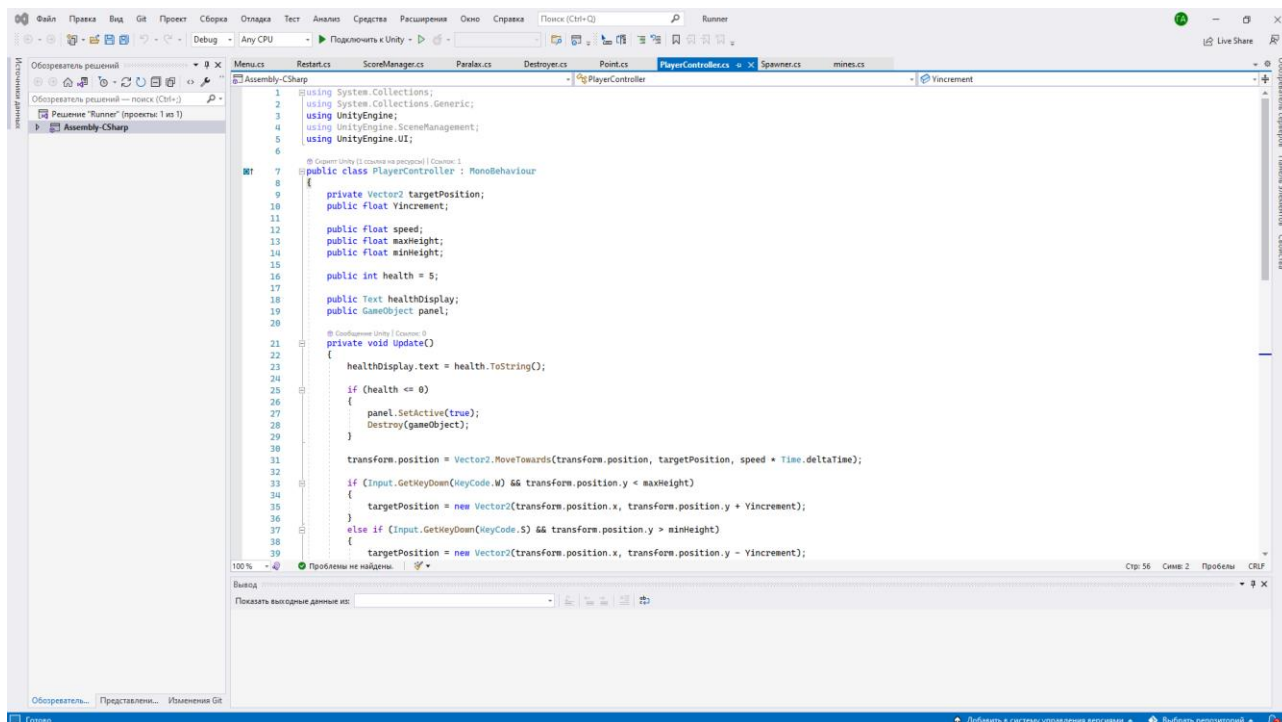 Файл Правка Вид Git Проект Сборка Отладка Тест Анализ Средства Расширения Окно Справка Поиск (Ctrl+Q) Runner ГА
Debug Any CPU Подключить к Unity Live Share
Источники данных
Обозреватель решений
Обозреватель решений — поиск (Ctrl+;)
Решение "Runner" (проекты: 1 из 1)
Assembly-CSharp
Menu.cs Restart.cs ScoreManager.cs Paralax.cs Destroyer.cs Point.cs PlayerController.cs Spawner.cs mines.cs
Assembly-CSharp PlayerController Yincrement
1 using System.Collections;
2 using System.Collections.Generic;
3 using UnityEngine;
4 using UnityEngine.SceneManagement;
5 using UnityEngine.UI;
6
Скрипт Unity (1 ссылка на ресурсы) | Ссылок: 1
7 public class PlayerController : MonoBehaviour
8 {
9 private Vector2 targetPosition;
10 public float Yincrement;
11
12 public float speed;
13 public float maxHeight;
14 public float minHeight;
15
16 public int health = 5;
17
18 public Text healthDisplay;
19 public GameObject panel;
20
Сообщение Unity | Ссылок: 0
21 private void Update()
22 {
23 healthDisplay.text = health.ToString();
24
25 if (health <= 0)
26 {
27 panel.SetActive(true);
28 Destroy(gameObject);
29 }
30
31 transform.position = Vector2.MoveTowards(transform.position, targetPosition, speed * Time.deltaTime);
32
33 if (Input.GetKeyDown(KeyCode.W) && transform.position.y < maxHeight)
34 {
35 targetPosition = new Vector2(transform.position.x, transform.position.y + Yincrement);
36 }
37 else if (Input.GetKeyDown(KeyCode.S) && transform.position.y > minHeight)
38 {
39 targetPosition = new Vector2(transform.position.x, transform.position.y - Yincrement);
100 % Проблемы не найдены. Стр: 56 Симв: 2 Пробелы CRLF
Вывод
Показать выходные данные из:
Обозреватель... Представлени... Изменения Git
Готово Добавить в систему управления версиями Выбрать репозиторий